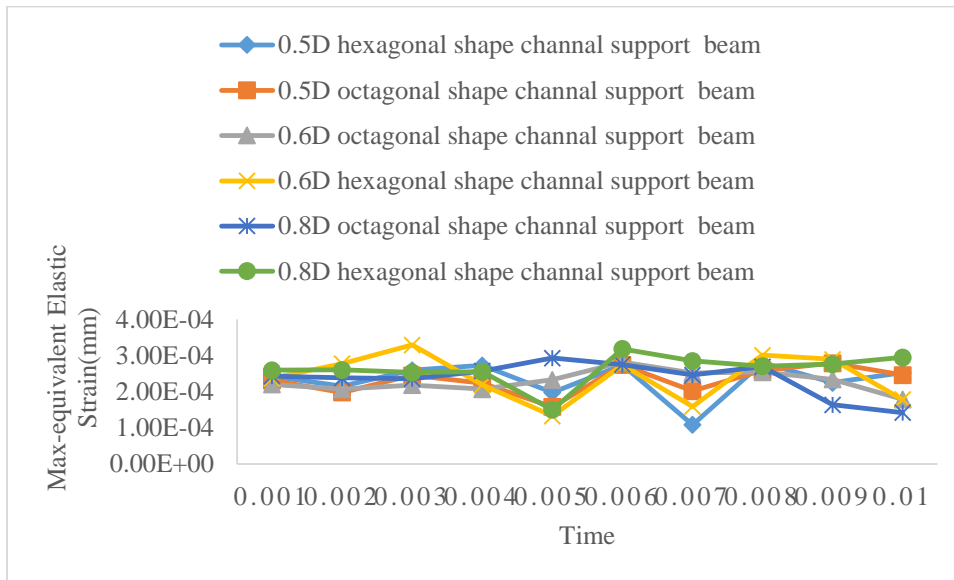 0.5D hexagonal shape channal support beam
0.5D octagonal shape channal support beam
0.6D octagonal shape channal support beam
0.6D hexagonal shape channal support beam
0.8D octagonal shape channal support beam
0.8D hexagonal shape channal support beam
Max-equivalent Elastic
Strain(mm)
4.00E-04
3.00E-04
2.00E-04
1.00E-04
0.00E+00
0.001 0.002 0.003 0.004 0.005 0.006 0.007 0.008 0.009 0.01
Time